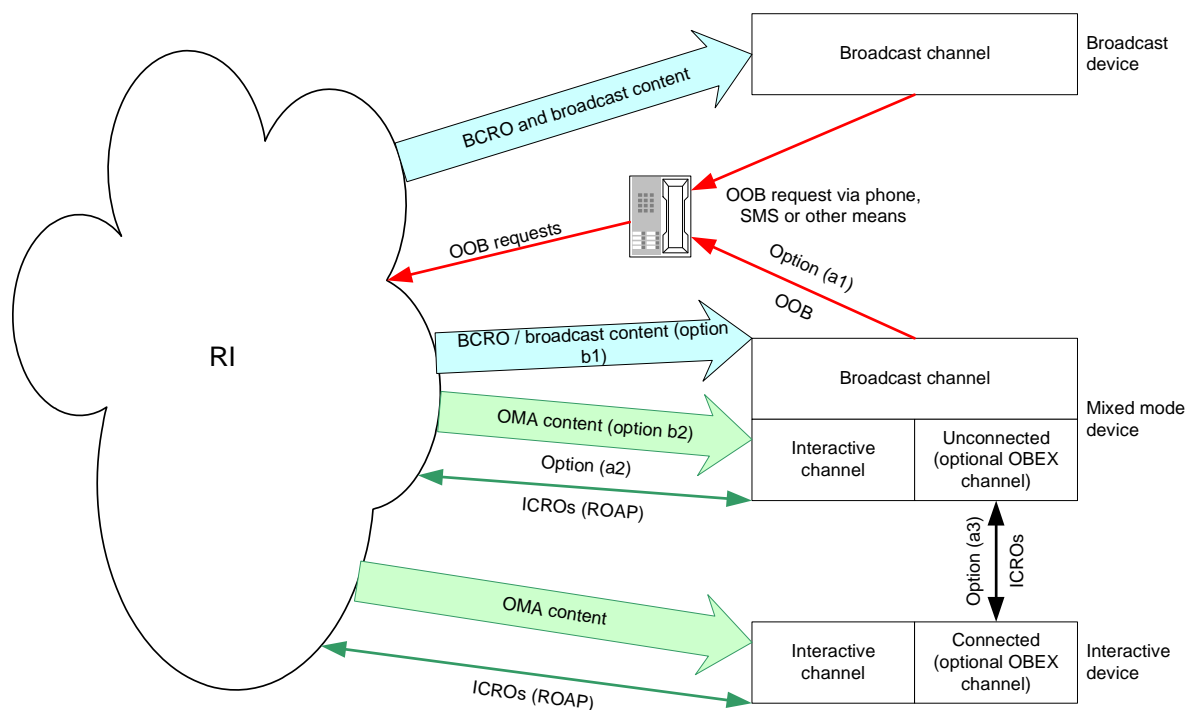 Broadcast channel
Broadcast
device
BCRO and broadcast content
OOB request via phone,
SMS or other means
OOB requests
Option (a1)
OOB
RI
BCRO / broadcast content (option
b1)
Broadcast channel
Mixed mode
device
OMA content (option b2)
Interactive
channel
Unconnected
(optional OBEX
channel)
Option (a2)
ICROs (ROAP)
Option (a3)
ICROs
OMA content
Interactive
channel
Connected
(optional OBEX
channel)
Interactive
device
ICROs (ROAP)